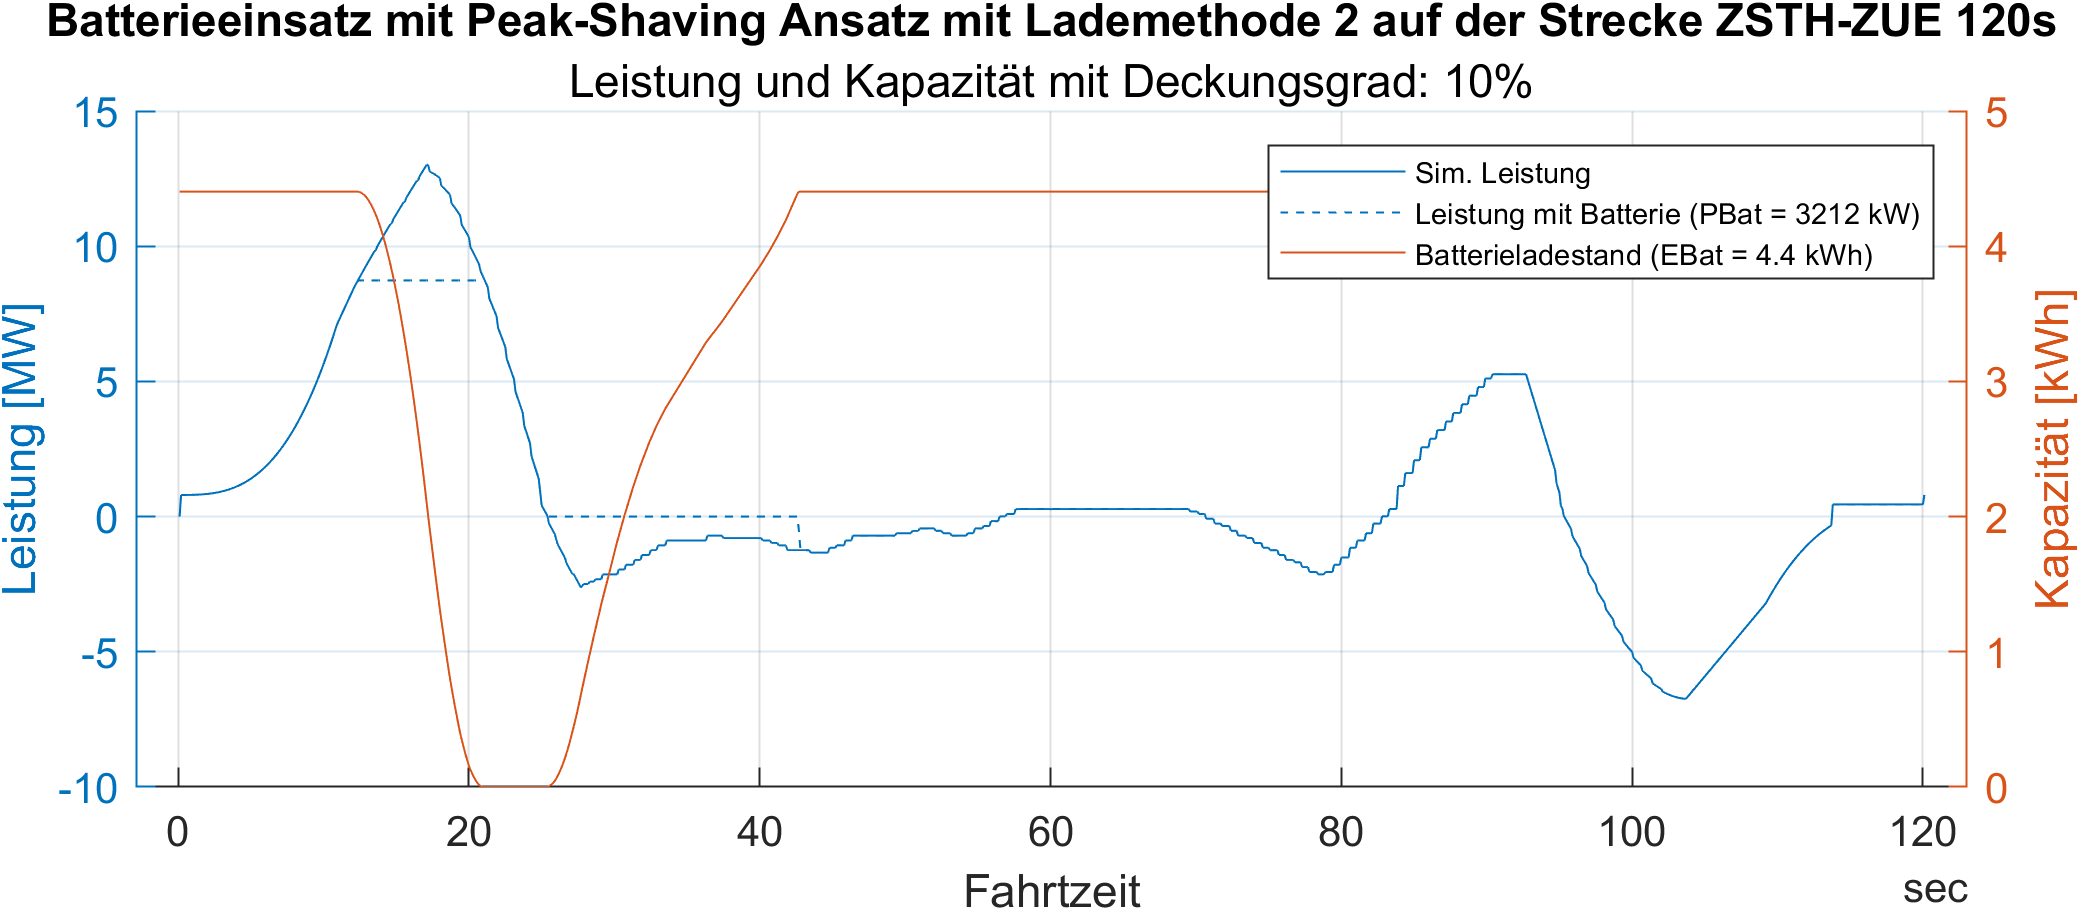 Batterieeinsatz mit Peak-Shaving Ansatz mit Lademethode 2 auf der Strecke ZSTH-ZUE 120s
Leistung und Kapazität mit Deckungsgrad: 10%
15
10
5
0
-5
-10
Leistung [MW]
Sim. Leistung
Leistung mit Batterie (PBat = 3212 kW)
Batterieladestand (EBat = 4.4 kWh)
5
4
3
2
1
0
Kapazität [kWh]
0 20 40 60 80 100 120
Fahrtzeit
sec